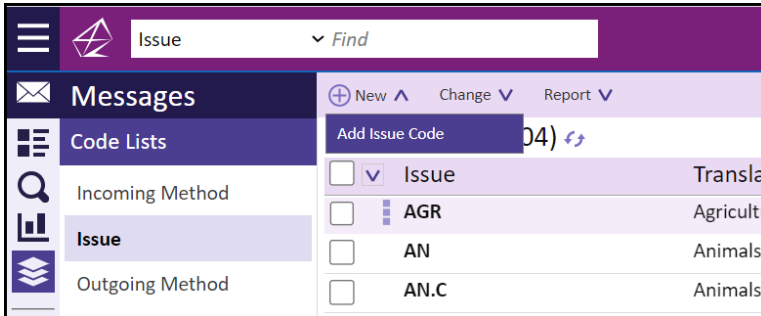 Issue Find
Messages
New Change Report
Code Lists
Add Issue Code 04)
Issue Transla
Incoming Method
AGR Agricult
Issue
AN Animals
Outgoing Method
AN.C Animals